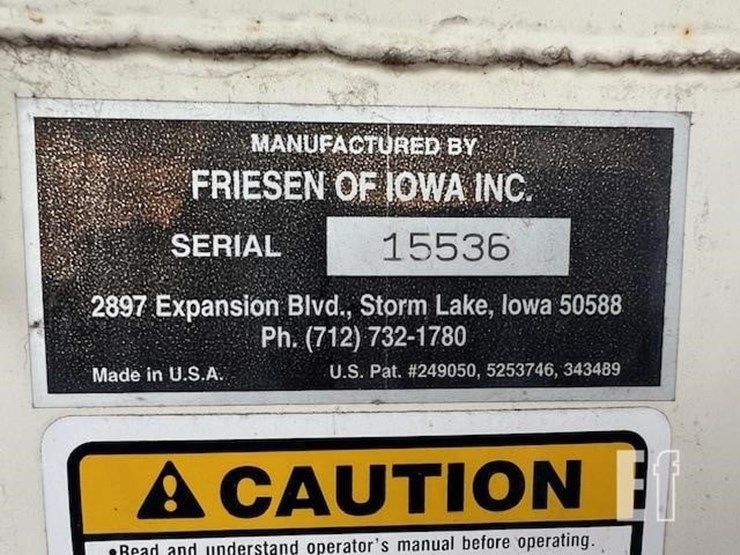 MANUFACTURED BY
FRIESEN OF IOWA INC.
SERIAL 15536
2897 Expansion Blvd., Storm Lake, Iowa 50588
Ph. (712) 732-1780
Made in U.S.A. U.S. Pat. #249050, 5253746, 343489
CAUTION
Ef
•Read and understand operator's manual before operating.